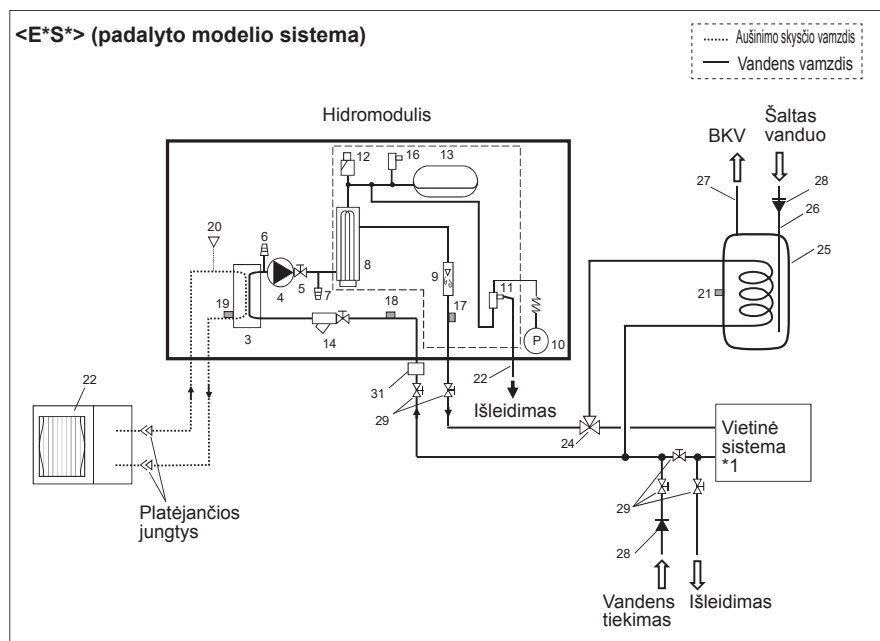 <E*S*> (padalyto modelio sistema)
Aušinimo skysčio vamzdis
Vandens vamzdis
Hidromodulis
BKV
Šaltas
vanduo
12
16
13
27
28
26
20
6
25
8
9
5
4
7
11
21
19
18
17
3
14
P
10
22
31
22
29
Išleidimas
24
Vietinė
sistema
*1
Platėjančios
jungtys
29
28
Vandens
tiekimas
Išleidimas